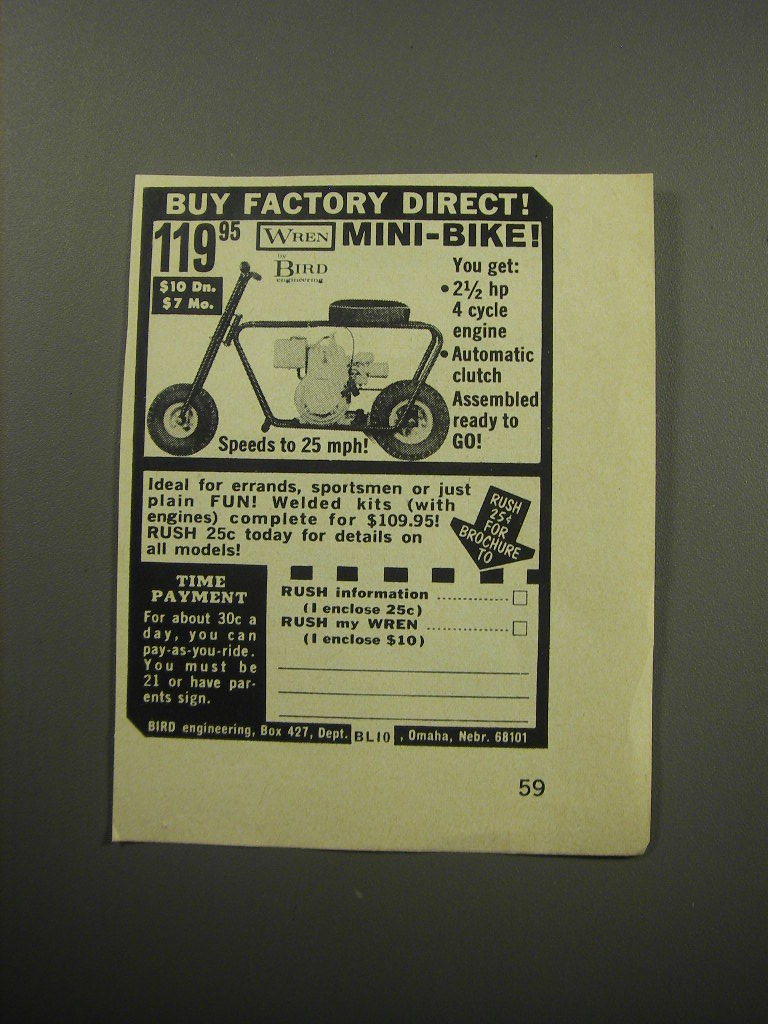 BUY FACTORY DIRECT!
119 95 WREN MINI-BIKE!
by
BIRD
engineering
$10 Dn.
$7 Mo.
You get:
• 2½ hp
4 cycle
engine
• Automatic
clutch
Assembled
ready to
GO!
Speeds to 25 mph!
Ideal for errands, sportsmen or just
plain FUN! Welded kits (with
engines) complete for $109.95!
RUSH 25c today for details on
all models!
RUSH
25¢
FOR
BROCHURE
TO
TIME
PAYMENT
For about 30c a
day, you can
pay-as-you-ride.
You must be
21 or have par-
ents sign.
RUSH information ............... □
(I enclose 25c)
RUSH my WREN ................. □
(I enclose $10)
BIRD engineering, Box 427, Dept. BL10, Omaha, Nebr. 68101
59